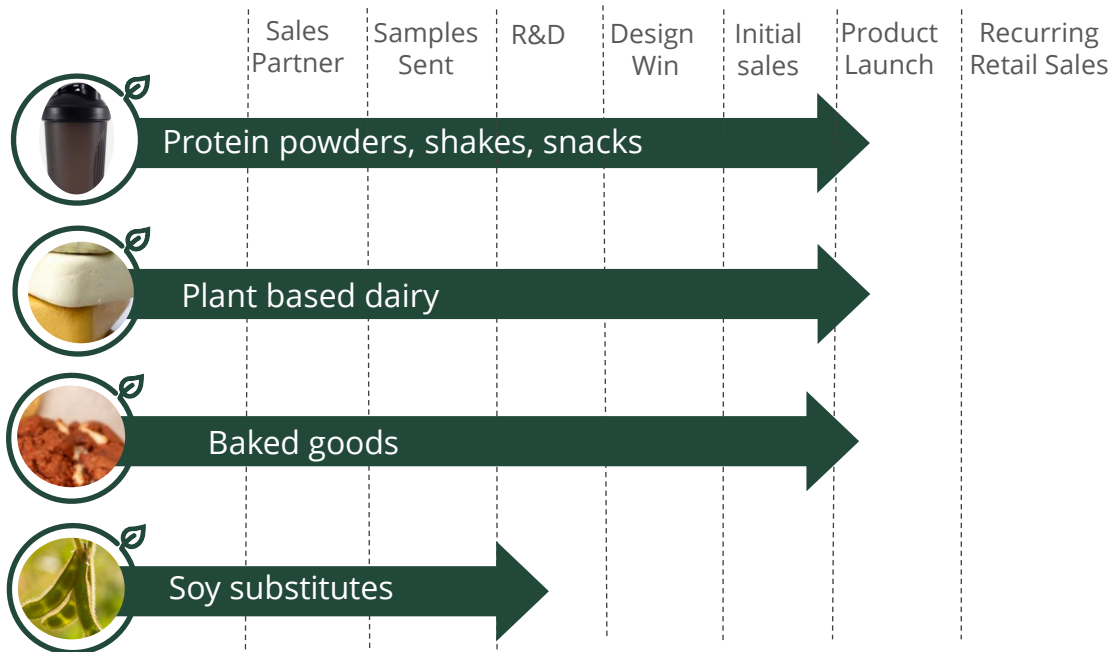 Sales
Partner
Samples
Sent
R&D
Design
Win
Initial
sales
Product
Launch
Recurring
Retail Sales
Protein powders, shakes, snacks
Plant based dairy
Baked goods
Soy substitutes